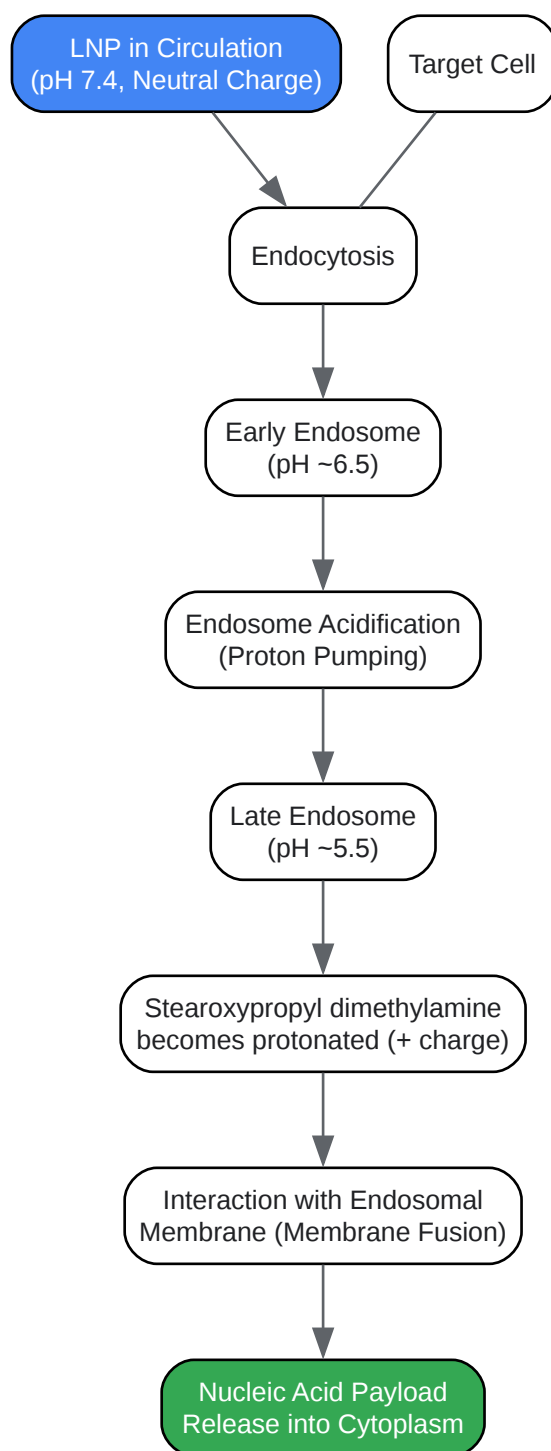 LNP in Circulation
(pH 7.4, Neutral Charge)
Target Cell
Endocytosis
Early Endosome
(pH ~6.5)
Endosome Acidification
(Proton Pumping)
Late Endosome
(pH ~5.5)
Stearoxypropyl dimethylamine
becomes protonated (+ charge)
Interaction with Endosomal
Membrane (Membrane Fusion)
Nucleic Acid Payload
Release into Cytoplasm